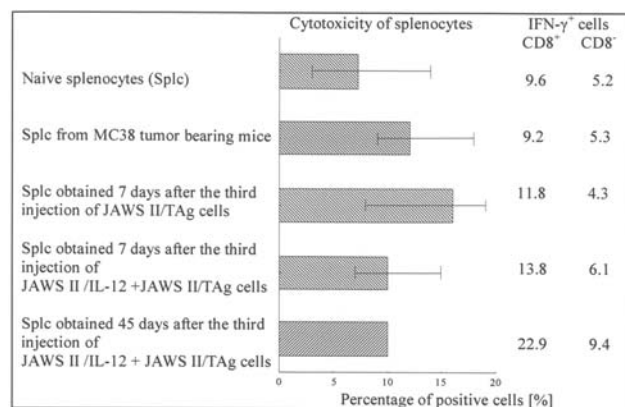 Cytotoxicity of splenocytes IFN-γ⁺ cells
CD8⁺ CD8⁻
Naive splenocytes (Splc) 9.6 5.2
Splc from MC38 tumor bearing mice 9.2 5.3
Splc obtained 7 days after the third
injection of JAWS II/TAg cells 11.8 4.3
Splc obtained 7 days after the third
injection of 13.8 6.1
JAWS II /IL-12 +JAWS II/TAg cells
Splc obtained 45 days after the third
injection of 22.9 9.4
JAWS II /IL-12 + JAWS II/TAg cells
0 5 10 15 20
Percentage of positive cells [%]